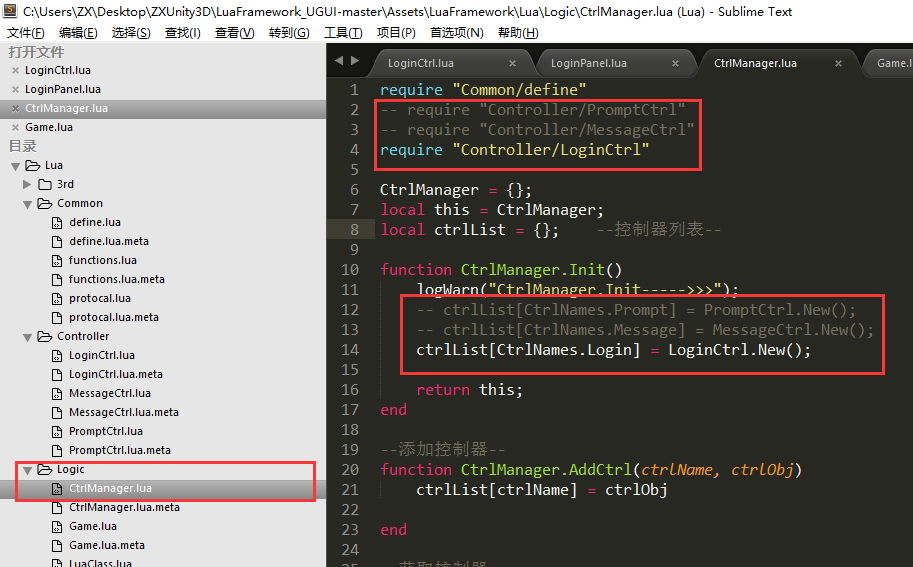 C:\Users\ZX\Desktop\ZXUnity3D\LuaFramework_UGUI-master\Assets\LuaFramework\Lua\Logic\CtrlManager.lua (Lua) - Sublime Text
文件(F) 编辑(E) 选择(S) 查找(I) 查看(V) 转到(G) 工具(T) 项目(P) 首选项(N) 帮助(H)
打开文件
× LoginCtrl.lua
× LoginPanel.lua
× CtrlManager.lua
× Game.lua
目录
Lua
3rd
Common
define.lua
define.lua.meta
functions.lua
functions.lua.meta
protocal.lua
protocal.lua.meta
Controller
LoginCtrl.lua
LoginCtrl.lua.meta
MessageCtrl.lua
MessageCtrl.lua.meta
PromptCtrl.lua
PromptCtrl.lua.meta
Logic
CtrlManager.lua
CtrlManager.lua.meta
Game.lua
Game.lua.meta
LuaClass.lua
LoginCtrl.lua × LoginPanel.lua × CtrlManager.lua × Game.l
1 require "Common/define"
2 -- require "Controller/PromptCtrl"
3 -- require "Controller/MessageCtrl"
4 require "Controller/LoginCtrl"
5
6 CtrlManager = {};
7 local this = CtrlManager;
8 local ctrlList = {}; --控制器列表--
9
10 function CtrlManager.Init()
11 logWarn("CtrlManager.Init----->>>");
12 -- ctrlList[CtrlNames.Prompt] = PromptCtrl.New();
13 -- ctrlList[CtrlNames.Message] = MessageCtrl.New();
14 ctrlList[CtrlNames.Login] = LoginCtrl.New();
15
16 return this;
17 end
18
19 --添加控制器--
20 function CtrlManager.AddCtrl(ctrlName, ctrlObj)
21 ctrlList[ctrlName] = ctrlObj
22
23 end
24